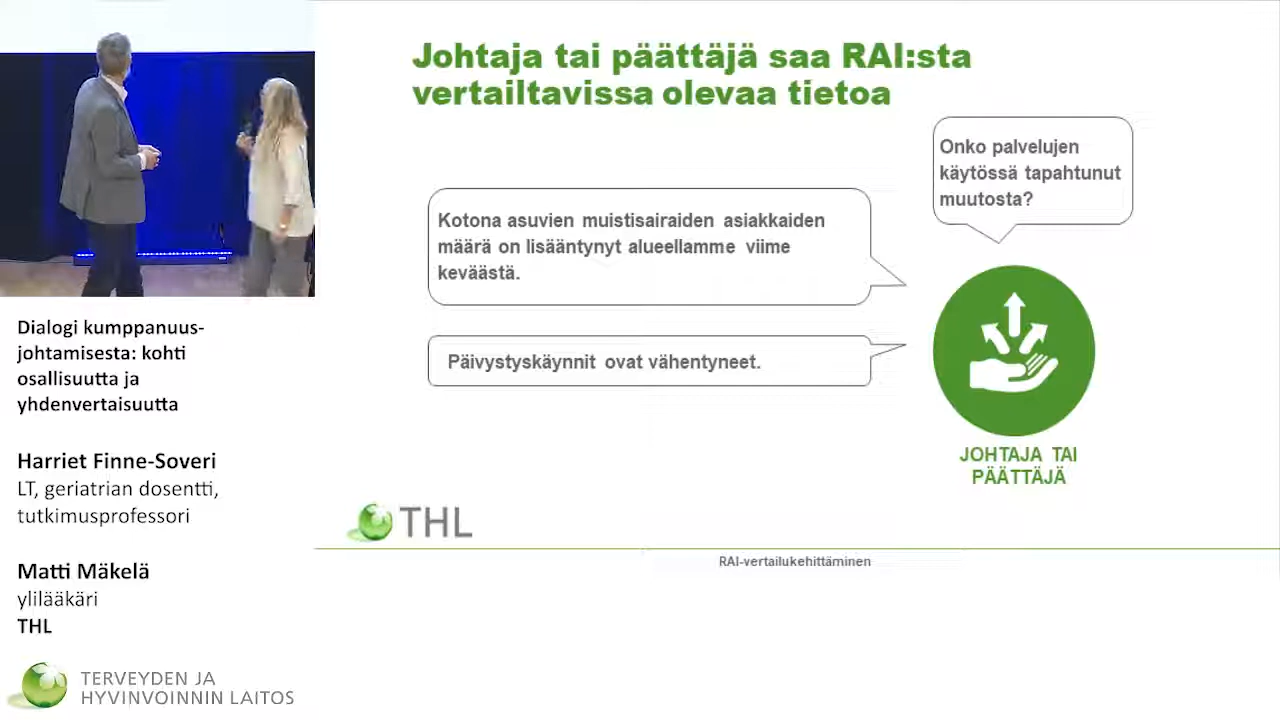 Johtaja tai päättäjä saa RAI:sta
vertailtavissa olevaa tietoa
Onko palvelujen
käytössä tapahtunut
muutosta?
Kotona asuvien muistisairaiden asiakkaiden
määrä on lisääntynyt alueellamme viime
keväästä.
Päivystyskäynnit ovat vähentyneet.
JOHTAJA TAI
PÄÄTTÄJÄ
THL
RAI-vertailukehittäminen
Dialogi kumppanuus-
johtamisesta: kohti
osallisuutta ja
yhdenvertaisuutta
Harriet Finne-Soveri
LT, geriatrian dosentti,
tutkimusprofessori
Matti Mäkelä
ylilääkäri
THL
TERVEYDEN JA
HYVINVOINNIN LAITOS